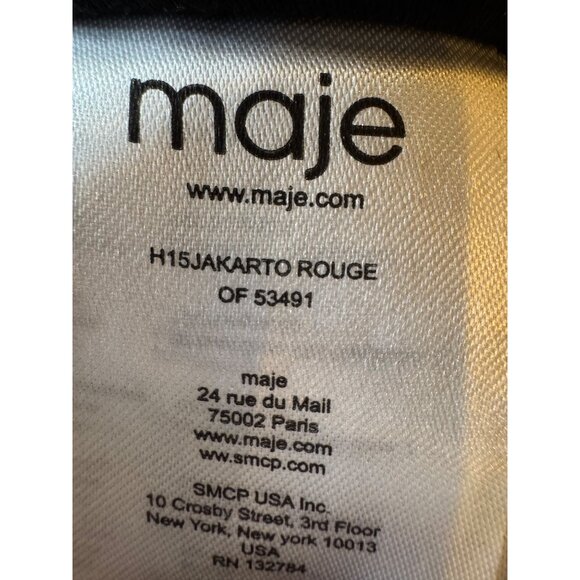 maje
www.maje.com
H15JAKARTO ROUGE
OF 53491
maje
24 rue du Mail
75002 Paris
www.maje.com
ww.smcp.com
SMCP USA Inc.
10 Crosby Street, 3rd Floor
New York, New york 10013
USA
RN 132784